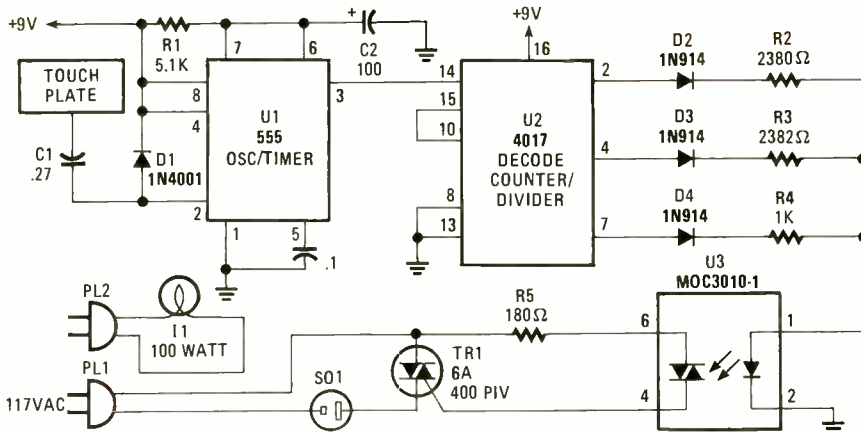 +9V
R1
5.1K
TOUCH
PLATE
C1
.27
D1
1N4001
7
6
8
4
3
2
1
5
U1
555
OSC/TIMER
.1
+
C2
100
+9V
16
14
15
10
8
13
2
4
7
U2
4017
DECODE
COUNTER/
DIVIDER
D2
1N914
R2
2380Ω
D3
1N914
R3
2382Ω
D4
1N914
R4
1K
U3
MOC3010-1
6
4
1
2
R5
180Ω
PL2
I1
100 WATT
PL1
117VAC
SO1
TR1
6A
400 PIV